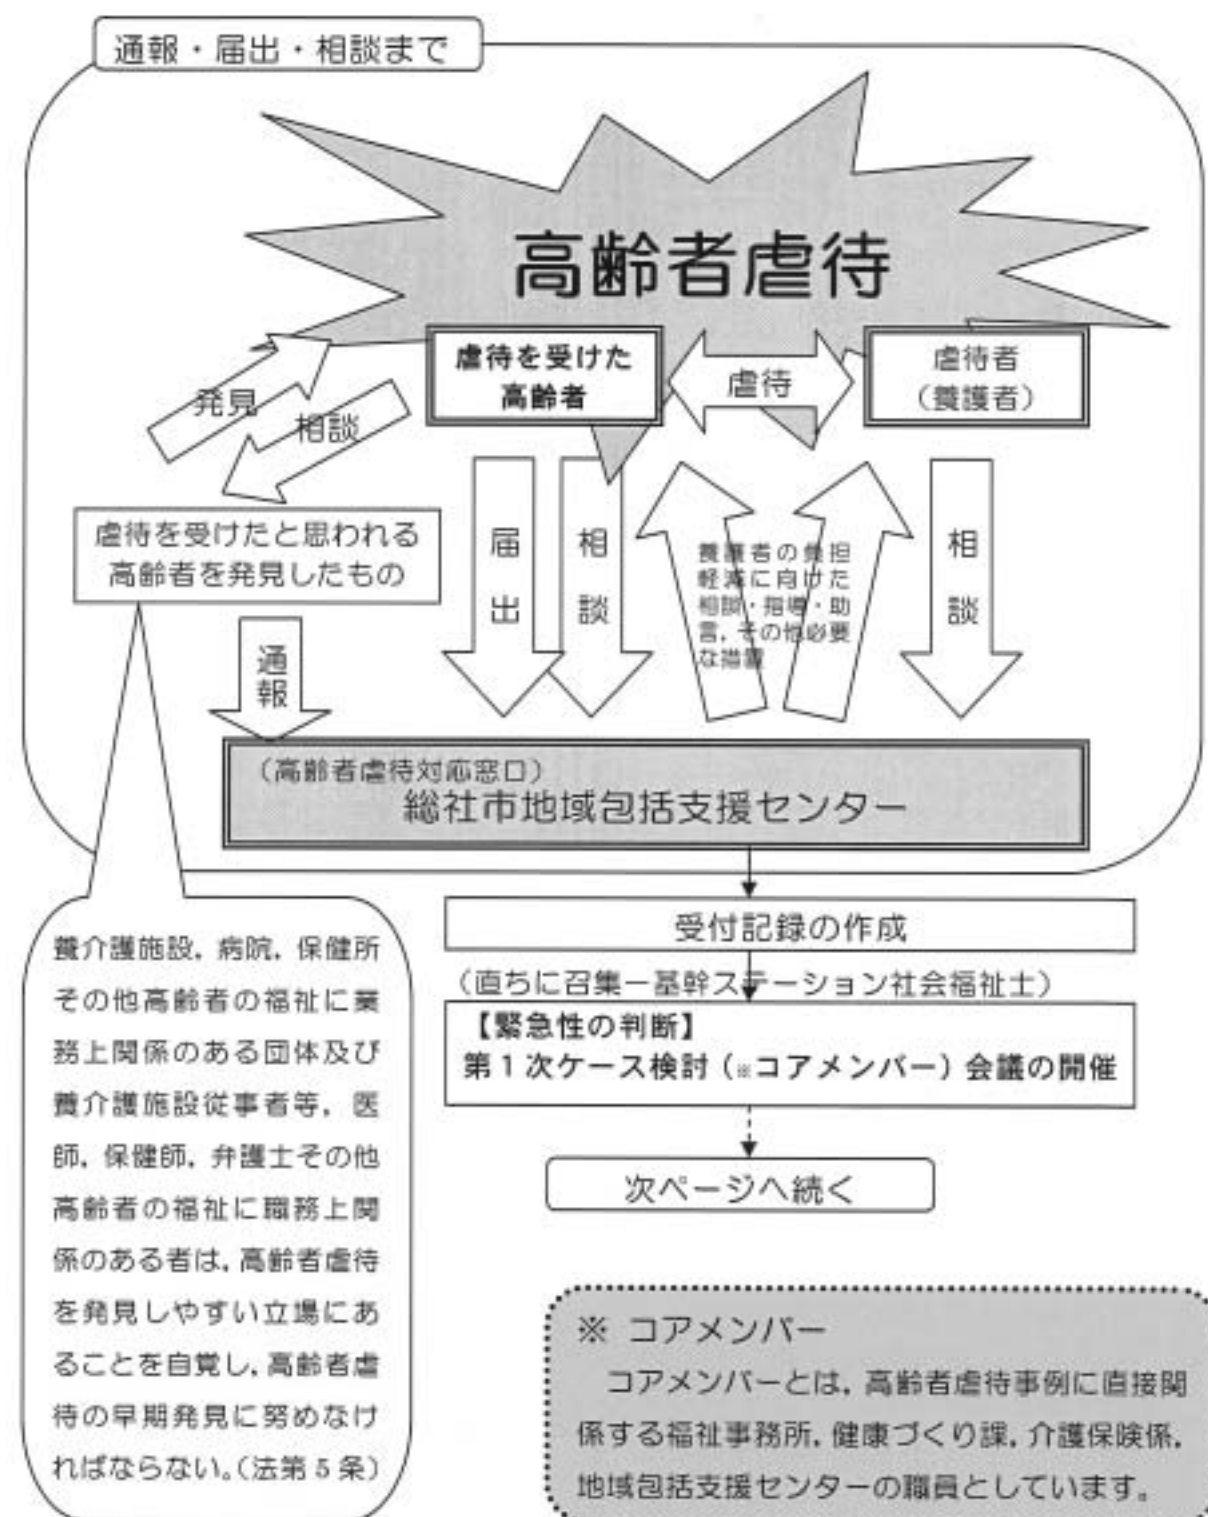 通報・届出・相談まで
高齢者虐待
虐待を受けた
高齢者
虐待
虐待者
(養護者)
発見
相談
虐待を受けたと思われる
高齢者を発見したもの
届出
相談
養護者の負担
軽減に向けた
相談・指導・助
言,その他必要
な措置
相談
通報
(高齢者虐待対応窓口)
総社市地域包括支援センター
受付記録の作成
(直ちに召集ー基幹ステーション社会福祉士)
【緊急性の判断】
第1次ケース検討(※コアメンバー)会議の開催
次ページへ続く
養介護施設,病院,保健所
その他高齢者の福祉に業
務上関係のある団体及び
養介護施設従事者等,医
師,保健師,弁護士その他
高齢者の福祉に職務上関
係のある者は,高齢者虐待
を発見しやすい立場にあ
ることを自覚し,高齢者虐
待の早期発見に努めなけ
ればならない。(法第5条)
※ コアメンバー
コアメンバーとは,高齢者虐待事例に直接関
係する福祉事務所,健康づくり課,介護保険係,
地域包括支援センターの職員としています。